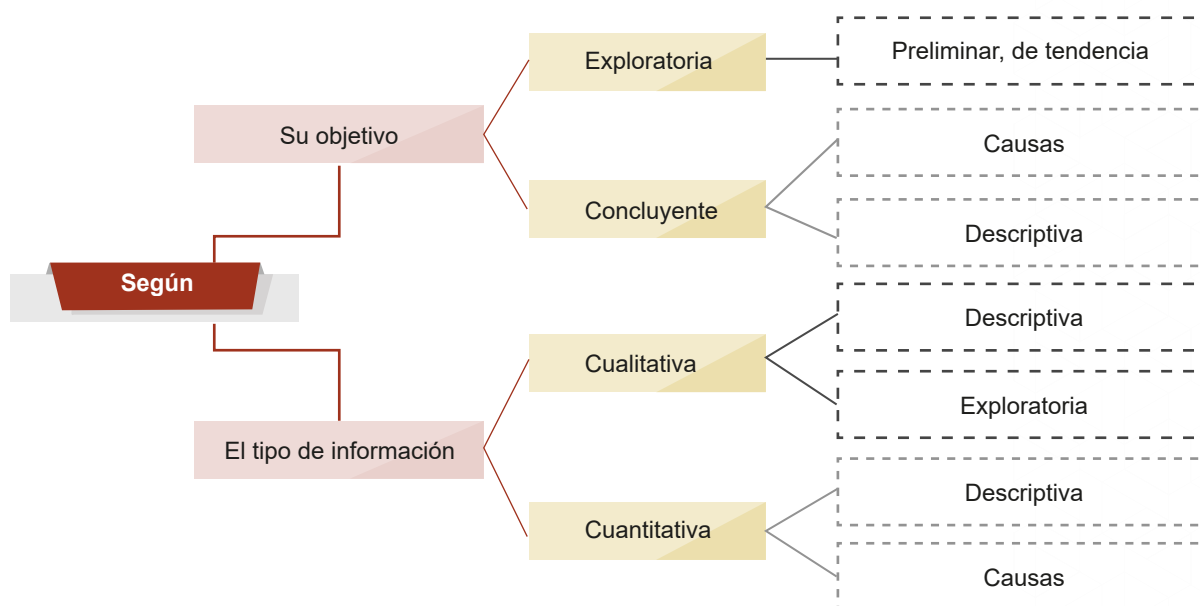 Preliminar, de tendencia
Exploratoria
Causas
Su objetivo
Concluyente
Descriptiva
Según
Descriptiva
Cualitativa
Exploratoria
El tipo de información
Descriptiva
Cuantitativa
Causas